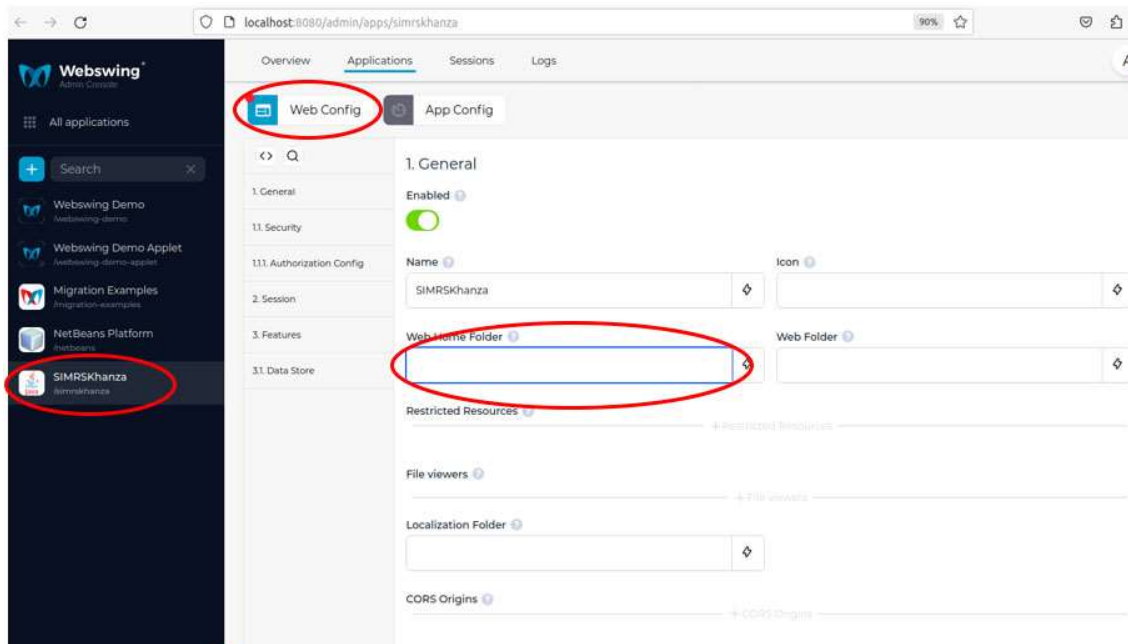 localhost:8080/admin/apps/simrskhanza
90%
Webswing
Admin Console
All applications
Search
Webswing Demo
/webswing-demo
Webswing Demo Applet
/webswing-demo-applet
Migration Examples
/migration-examples
NetBeans Platform
/netbeans
SIMRSKhanza
/simrskhanza
Overview
Applications
Sessions
Logs
A
Web Config
App Config
1. General
1.1. Security
1.1.1. Authorization Config
2. Session
3. Features
3.1. Data Store
1. General
Enabled
Name
Icon
SIMRSKhanza
Web Home Folder
Web Folder
Restricted Resources
+ Restricted Resources
File viewers
+ File viewers
Localization Folder
CORS Origins
+ CORS Origins